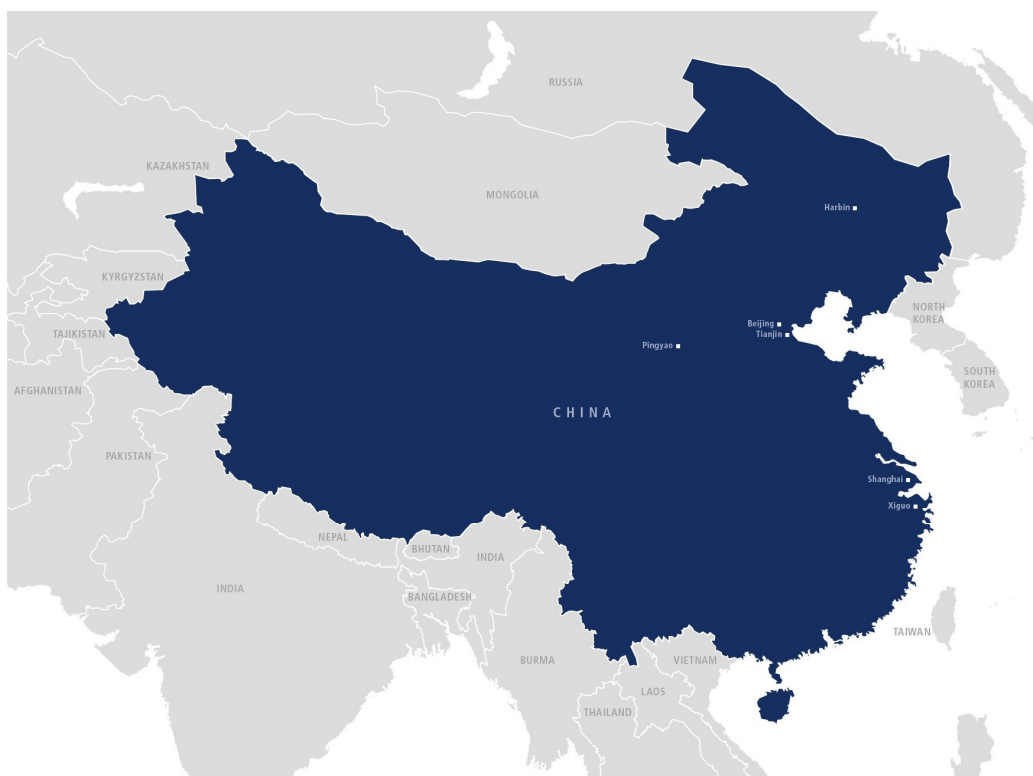 RUSSIA
KAZAKHSTAN
MONGOLIA
Harbin
KYRGYZSTAN
NORTH
KOREA
TAJIKISTAN
Beijing
Tianjin
Pingyao
SOUTH
KOREA
AFGHANISTAN
CHINA
PAKISTAN
Shanghai
Xiguo
NEPAL
BHUTAN
INDIA
INDIA
BANGLADESH
TAIWAN
BURMA
VIETNAM
LAOS
THAILAND